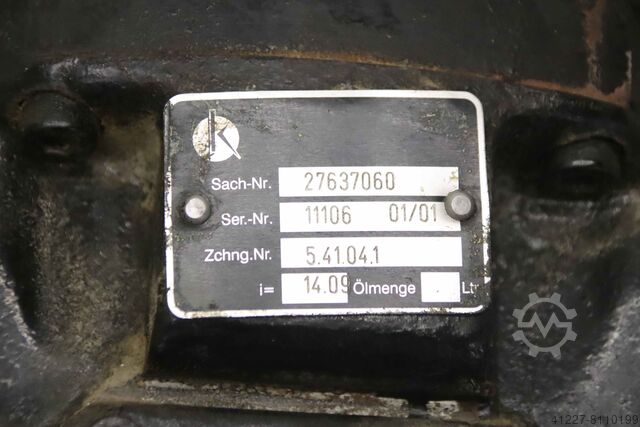 K
Sach-Nr. 27637060
Ser.-Nr. 11106 01/01
Zchng.Nr. 5.41.04.1
i= 14.09 Ölmenge Ltr
41227-8110199